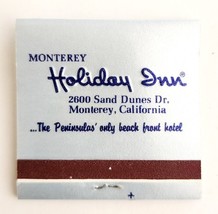 MONTEREY
Holiday Inn®
2600 Sand Dunes Dr.
Monterey, California
...The Peninsulas' only beach front hotel